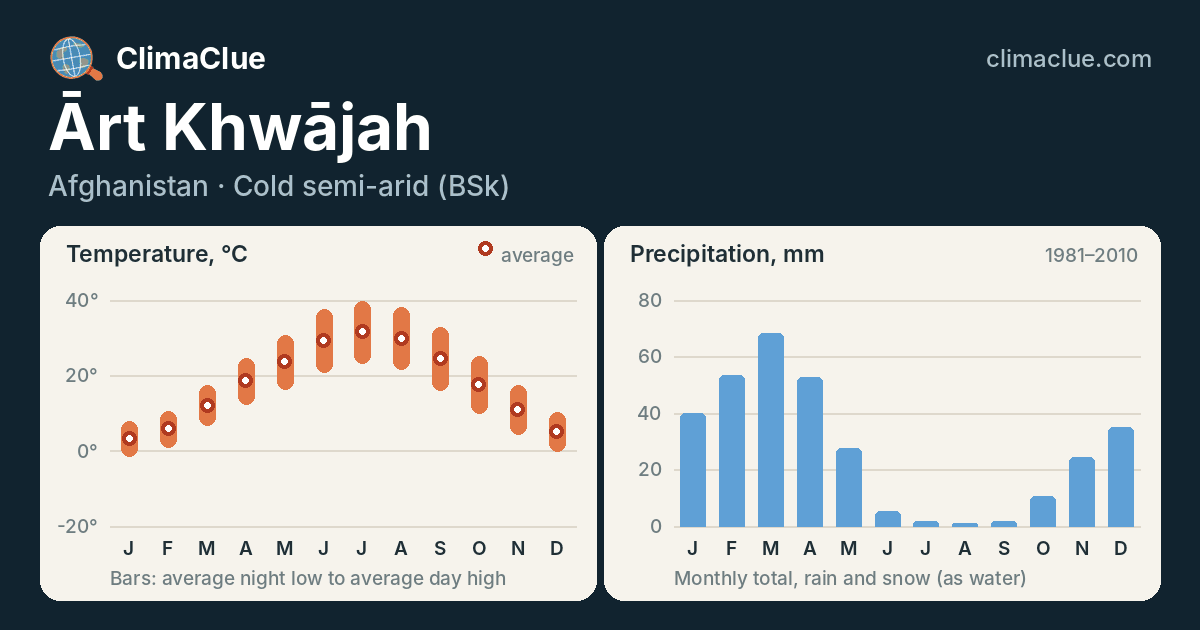 ClimaClue
climaclue.com
Ārt Khwājah
Afghanistan · Cold semi-arid (BSk)
Temperature, °C
average
40°
20°
0°
-20°
J F M A M J J A S O N D
Bars: average night low to average day high
Precipitation, mm
1981–2010
80
60
40
20
0
J F M A M J J A S O N D
Monthly total, rain and snow (as water)